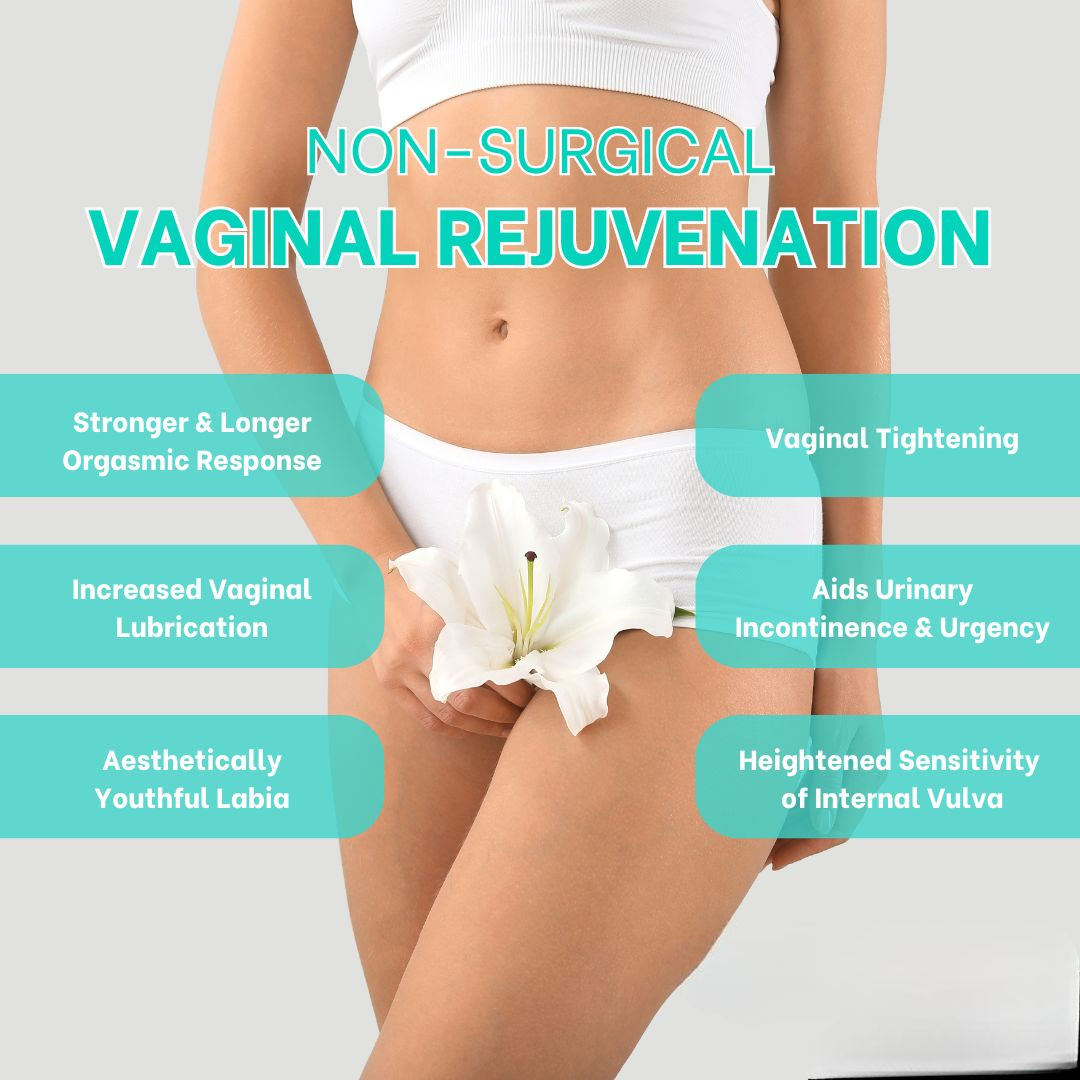 NON-SURGICAL
VAGINAL REJUVENATION
Stronger & Longer
Orgasmic Response
Vaginal Tightening
Increased Vaginal
Lubrication
Aids Urinary
Incontinence & Urgency
Aesthetically
Youthful Labia
Heightened Sensitivity
of Internal Vulva